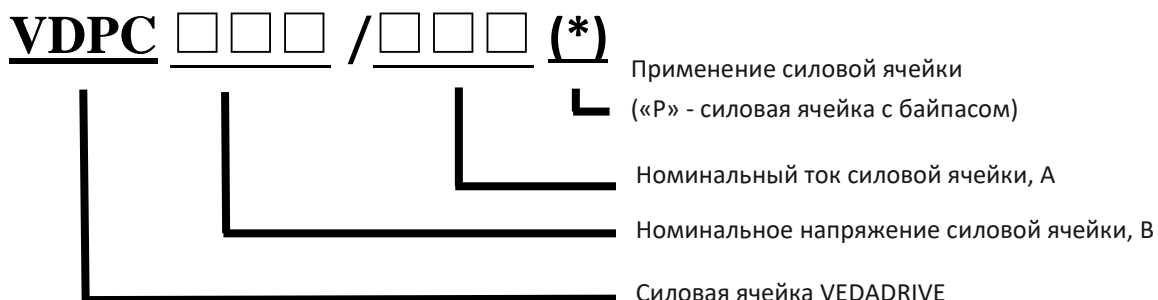 VDPC □□□ /□□□ (*)
Применение силовой ячейки
(«Р» - силовая ячейка с байпасом)
Номинальный ток силовой ячейки, А
Номинальное напряжение силовой ячейки, В
Силовая ячейка VEDADRIVE